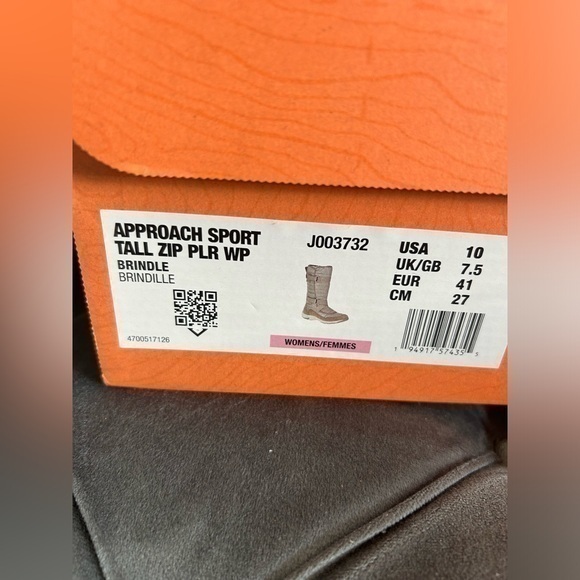 APPROACH SPORT
TALL ZIP PLR WP
BRINDLE
BRINDILLE
4700517126
J003732
WOMENS/FEMMES
USA 10
UK/GB 7.5
EUR 41
CM 27
1 94917 57435 5